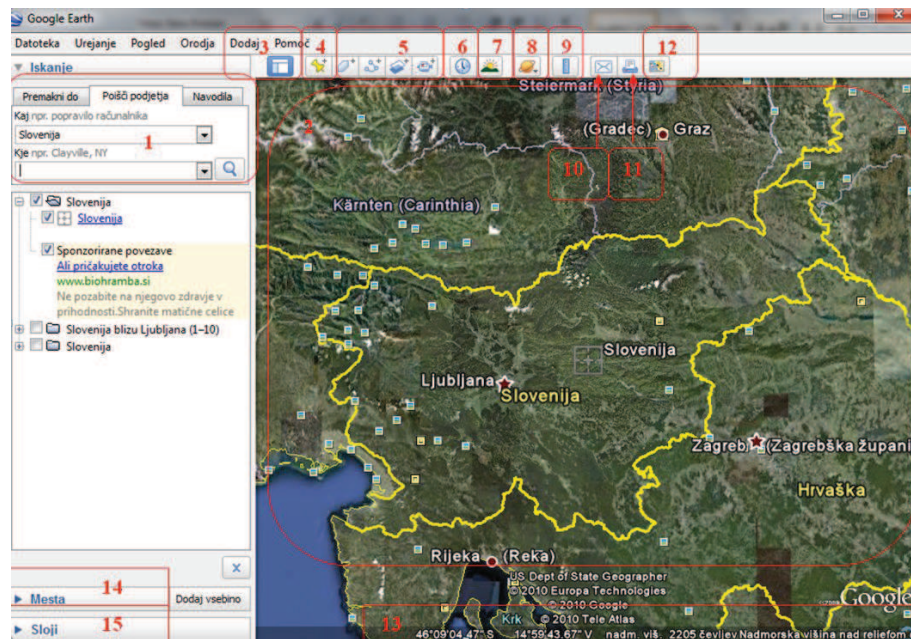 Google Earth
Datoteka Urejanje Pogled Orodja Dodaj Pomoč
3 4 5 6 7 8 9 12
Iskanje
Premakni do Poišči podjetja Navodila
Kaj npr. popravilo računalnika
Slovenija
1
Kje npr. Clayville, NY
Slovenija
Slovenija
Sponzorirane povezave
Ali pričakujete otroka
www.biohramba.si
Ne pozabite na njegovo zdravje v
prihodnosti.Shranite matične celice
Slovenija blizu Ljubljana (1–10)
Slovenija
x
14
Mesta
Dodaj vsebino
15
Sloji
Steiermark (Styria)
2
(Gradec) Graz
10 11
Kärnten (Carinthia)
Slovenija
Ljubljana
Slovenija
Zagreb (Zagrebška župani
Hrvaška
Rijeka (Reka)
US Dept of State Geographer
©2010 Europa Technologies
©2010 Google
Krk
©2010 Tele Atlas
Google
13
46°09'04.47" S 14°59'43.67" V nadm. viš. 2205 čevljev Nadmorska višina nad reliefom